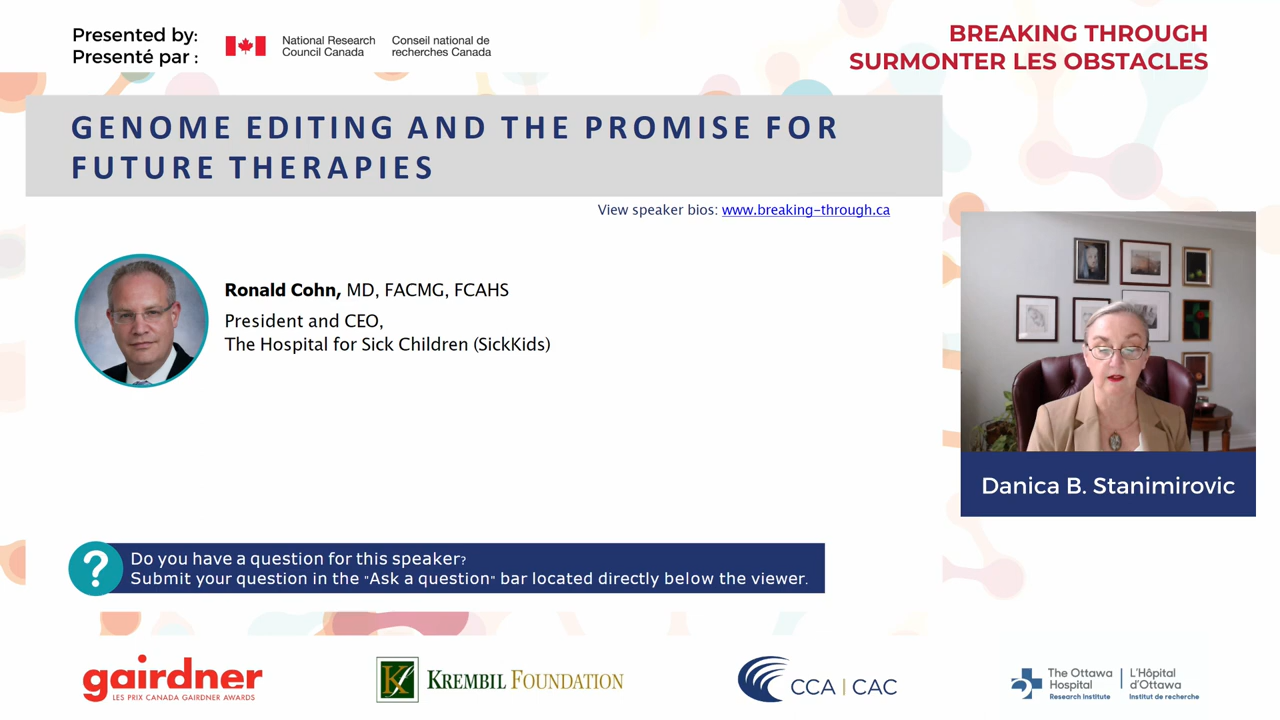 Presented by:
Presenté par :
National Research
Council Canada
Conseil national de
recherches Canada
BREAKING THROUGH
SURMONTER LES OBSTACLES
GENOME EDITING AND THE PROMISE FOR
FUTURE THERAPIES
View speaker bios: www.breaking-through.ca
Ronald Cohn, MD, FACMG, FCAHS
President and CEO,
The Hospital for Sick Children (SickKids)
Danica B. Stanimirovic
?
Do you have a question for this speaker?
Submit your question in the "Ask a question" bar located directly below the viewer.
gairdner
LES PRIX CANADA GAIRDNER AWARDS
K
KREMBIL FOUNDATION
CCA | CAC
The Ottawa
Hospital
Research Institute
L'Hôpital
d'Ottawa
Institut de recherche